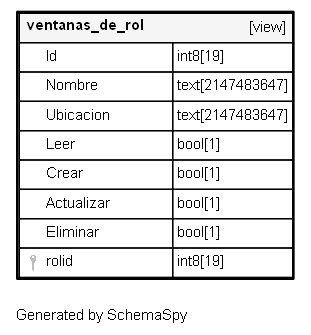 ventanas_de_rol [view]
Id int8[19]
Nombre text[2147483647]
Ubicacion text[2147483647]
Leer bool[1]
Crear bool[1]
Actualizar bool[1]
Eliminar bool[1]
rolid int8[19]
Generated by SchemaSpy